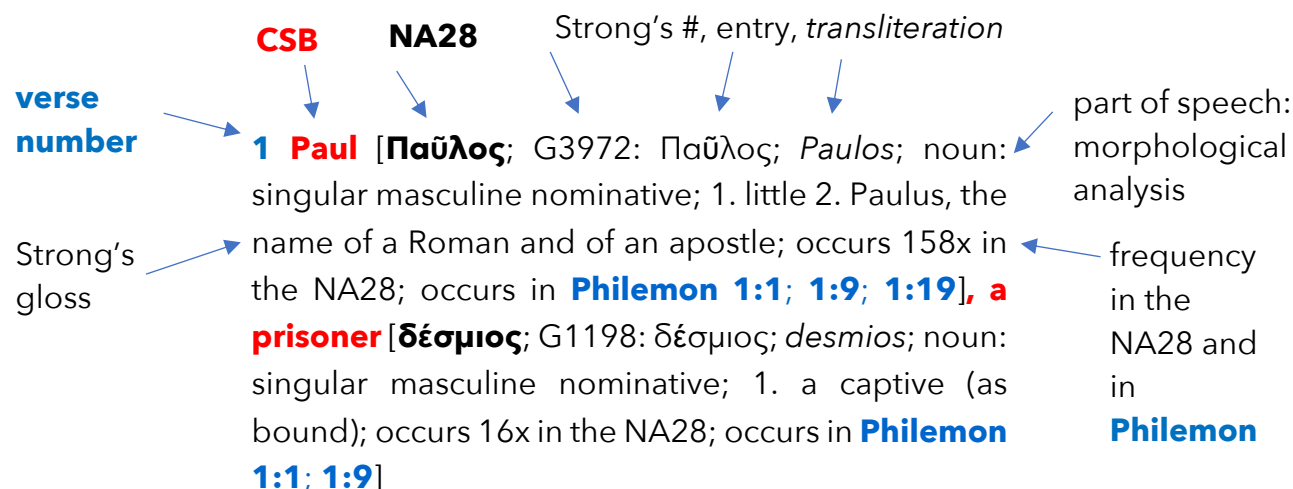 CSB NA28 Strong’s #, entry, transliteration
verse
number
part of speech:
morphological
analysis
1 Paul [Παῦλος; G3972: Παῦλος; Paulos; noun:
singular masculine nominative; 1. little 2. Paulus, the
name of a Roman and of an apostle; occurs 158x in
the NA28; occurs in Philemon 1:1; 1:9; 1:19], a
prisoner [δέσμιος; G1198: δέσμιος; desmios; noun:
singular masculine nominative; 1. a captive (as
bound); occurs 16x in the NA28; occurs in Philemon
1:1; 1:9]
Strong’s
gloss
frequency
in the
NA28 and
in
Philemon